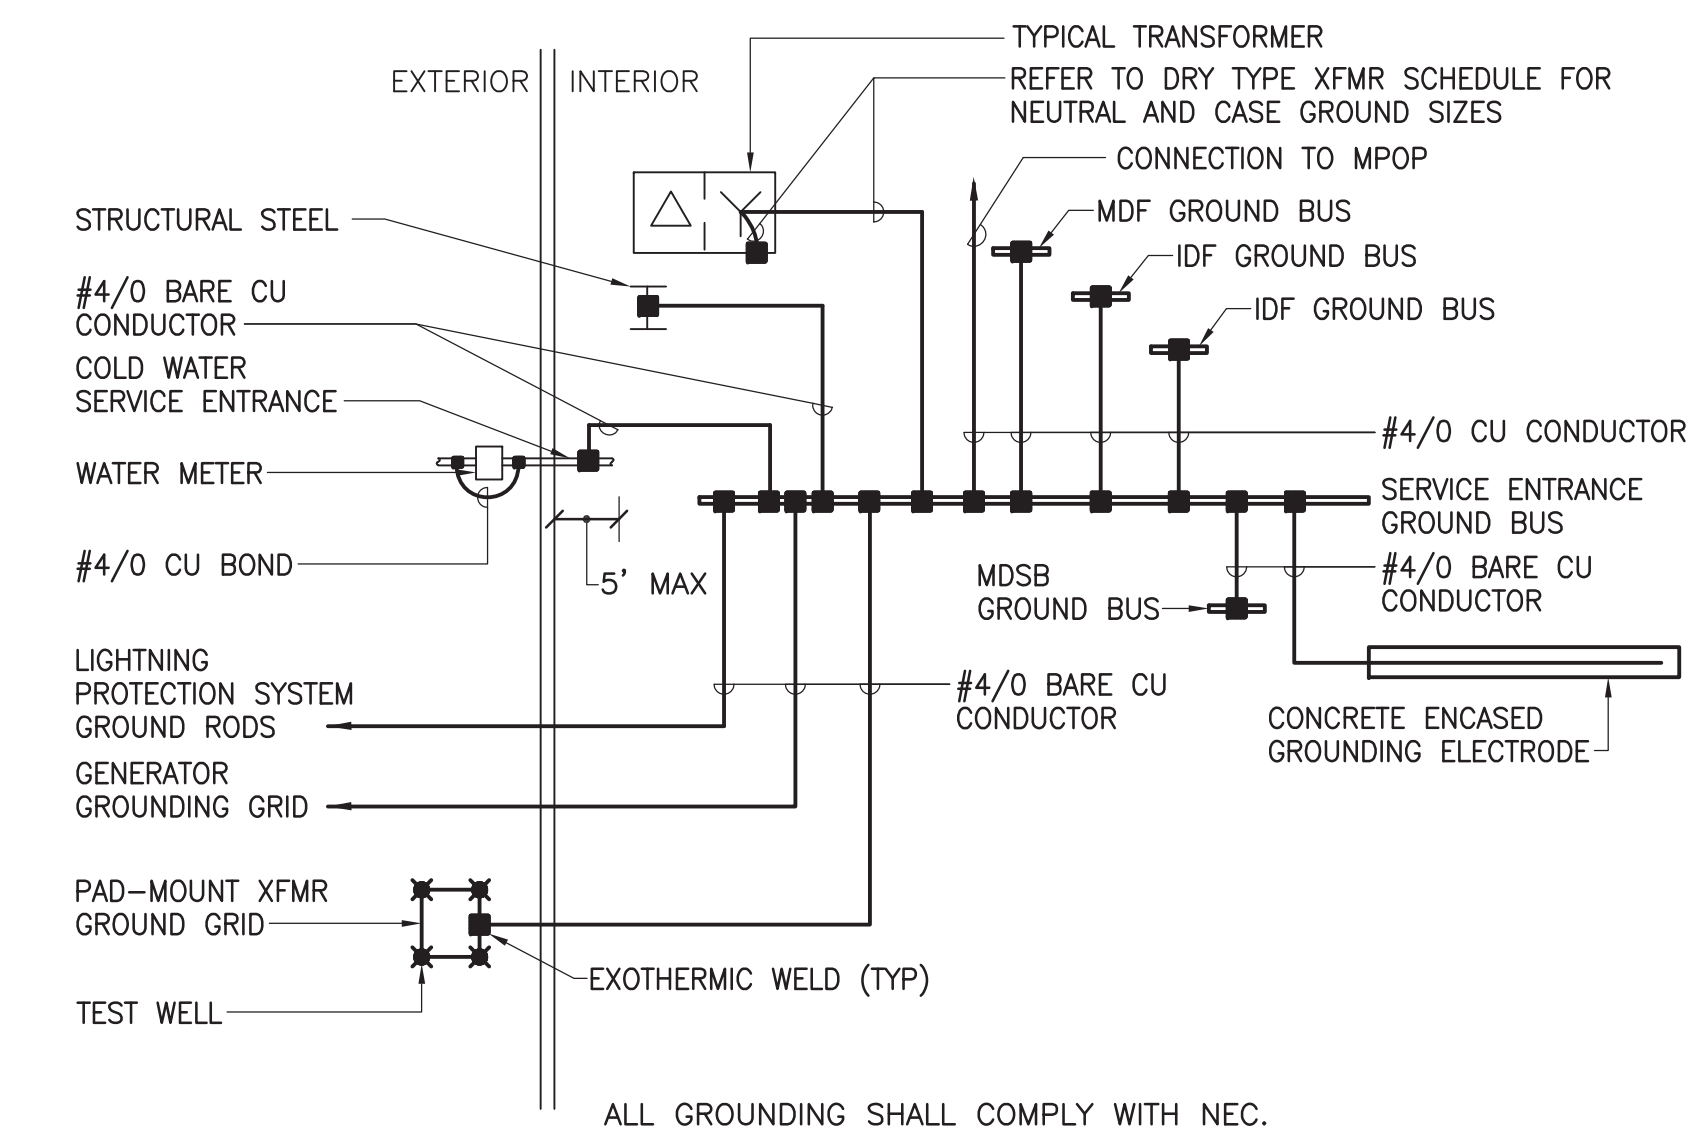 TYPICAL TRANSFORMER
REFER TO DRY TYPE XFMR SCHEDULE FOR
NEUTRAL AND CASE GROUND SIZES
EXTERIOR
INTERIOR
CONNECTION TO MPOP
MDF GROUND BUS
IDF GROUND BUS
IDF GROUND BUS
STRUCTURAL STEEL
#4/0 BARE CU
CONDUCTOR
COLD WATER
SERVICE ENTRANCE
WATER METER
#4/0 CU BOND
5' MAX
#4/0 CU CONDUCTOR
SERVICE ENTRANCE
GROUND BUS
#4/0 BARE CU
CONDUCTOR
MDSB
GROUND BUS
LIGHTNING
PROTECTION SYSTEM
GROUND RODS
#4/0 BARE CU
CONDUCTOR
CONCRETE ENCASED
GROUNDING ELECTRODE
GENERATOR
GROUNDING GRID
PAD-MOUNT XFMR
GROUND GRID
EXOTHERMIC WELD (TYP)
TEST WELL
ALL GROUNDING SHALL COMPLY WITH NEC.